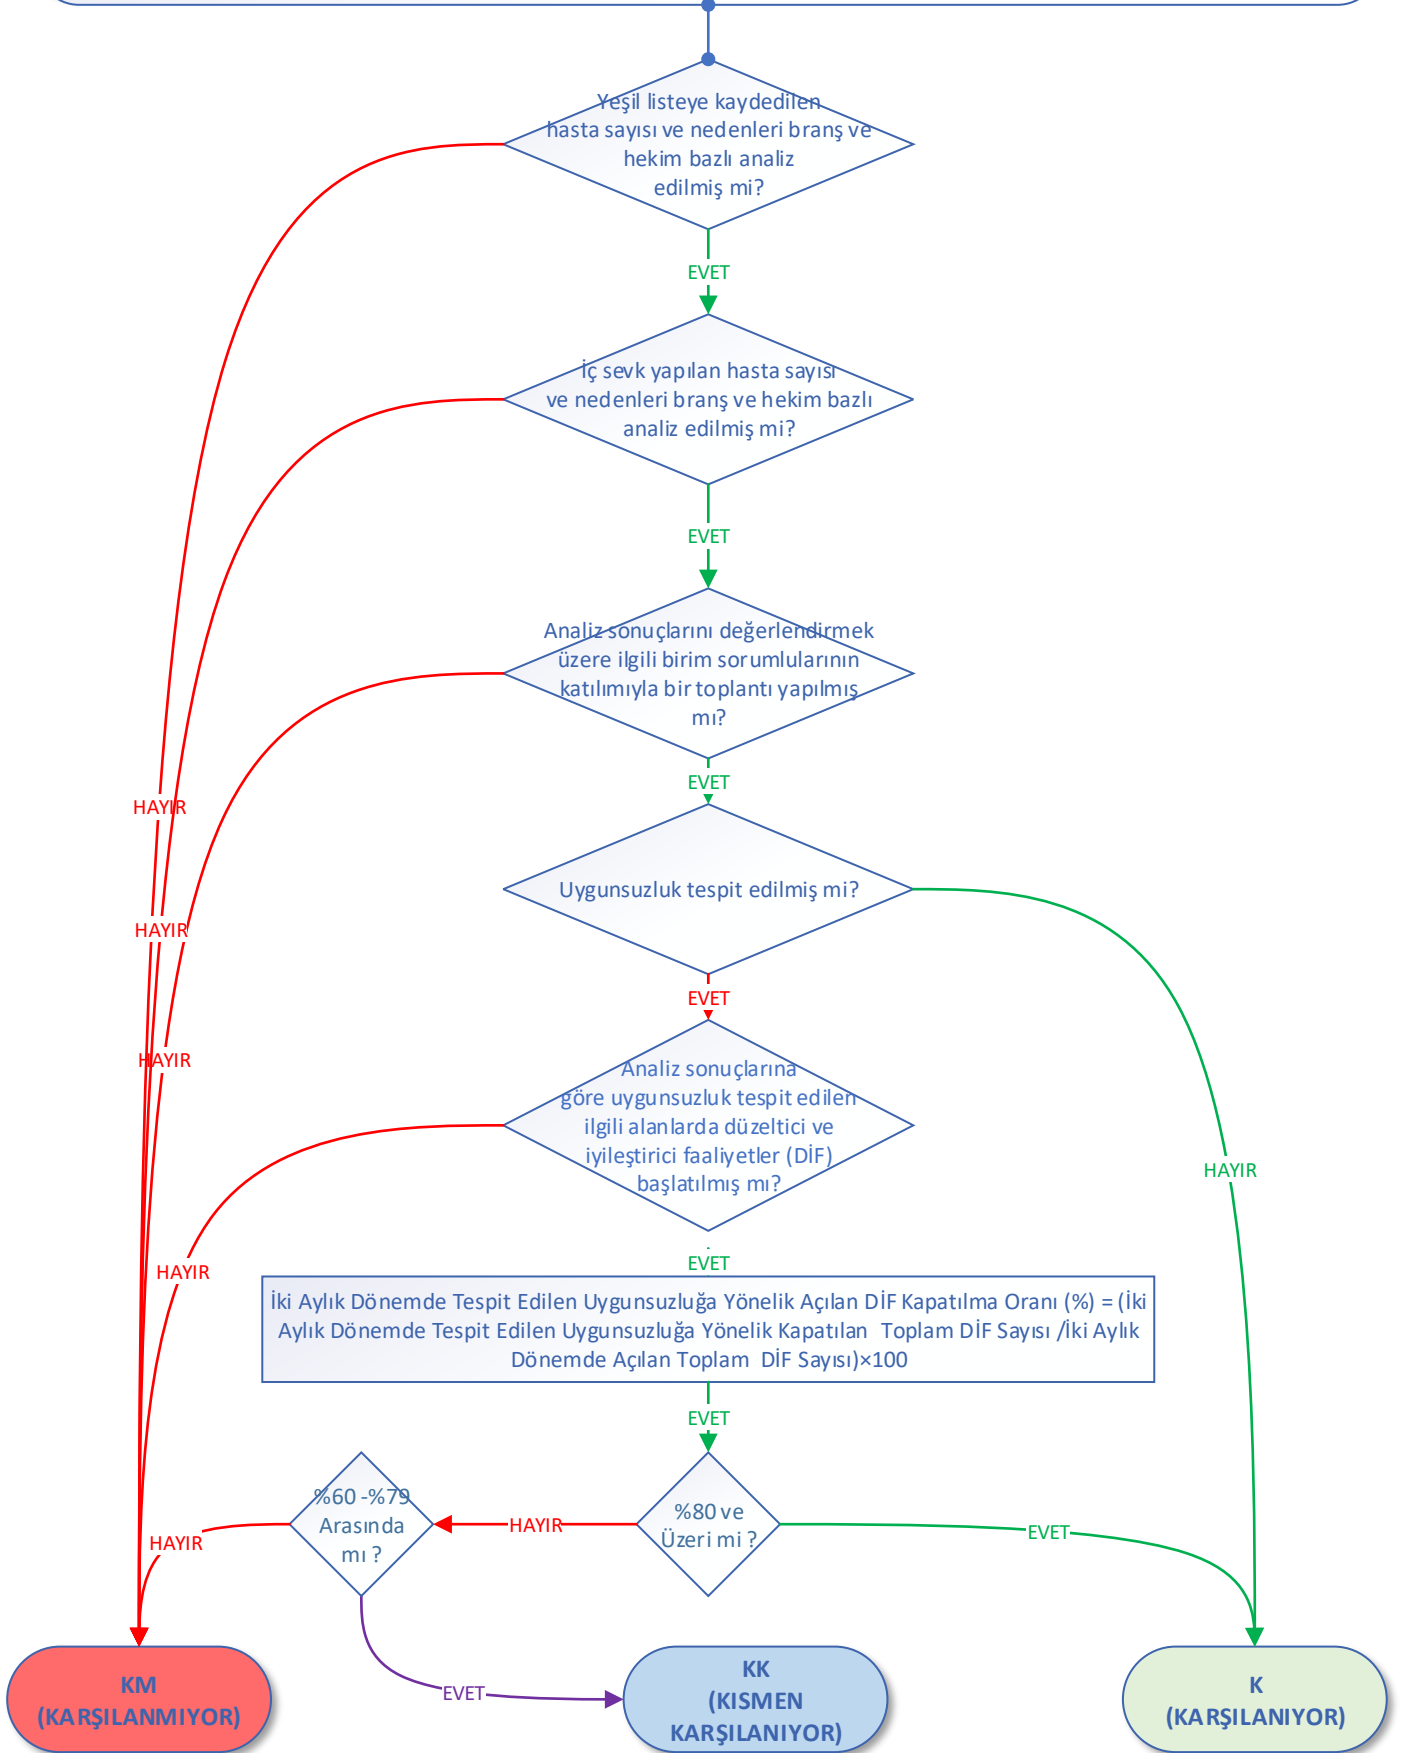 Yeşil listeye kaydedilen
hasta sayısı ve nedenleri branş ve
hekim bazlı analiz
edilmiş mi?
EVET
İç sevk yapılan hasta sayısı
ve nedenleri branş ve hekim bazlı
analiz edilmiş mi?
EVET
Analiz sonuçlarını değerlendirmek
üzere ilgili birim sorumlularının
katılımıyla bir toplantı yapılmış
mı?
EVET
HAYIR
Uygunsuzluk tespit edilmiş mi?
HAYIR
EVET
HAYIR
Analiz sonuçlarına
göre uygunsuzluk tespit edilen
ilgili alanlarda düzeltici ve
iyileştirici faaliyetler (DİF)
başlatılmış mı?
HAYIR
EVET
HAYIR
İki Aylık Dönemde Tespit Edilen Uygunsuzluğa Yönelik Açılan DİF Kapatılma Oranı (%) = (İki
Aylık Dönemde Tespit Edilen Uygunsuzluğa Yönelik Kapatılan Toplam DİF Sayısı /İki Aylık
Dönemde Açılan Toplam DİF Sayısı)×100
EVET
%60 -%79
Arasında
mı ?
%80 ve
Üzeri mi ?
HAYIR
HAYIR
EVET
EVET
KM
(KARŞILANMIYOR)
KK
(KISMEN
KARŞILANIYOR)
K
(KARŞILANIYOR)